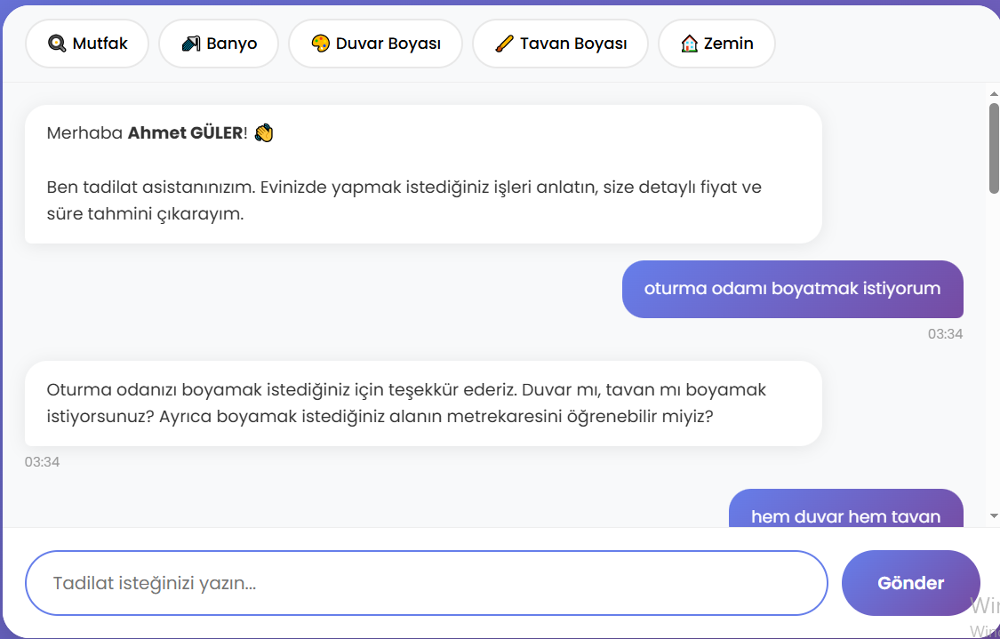 Mutfak
Banyo
Duvar Boyası
Tavan Boyası
Zemin
Merhaba Ahmet GÜLER!
Ben tadilat asistanınızım. Evinizde yapmak istediğiniz işleri anlatın, size detaylı fiyat ve
süre tahmini çıkarayım.
oturma odamı boyatmak istiyorum
03:34
Oturma odanızı boyamak istediğiniz için teşekkür ederiz. Duvar mı, tavan mı boyamak
istiyorsunuz? Ayrıca boyamak istediğiniz alanın metrekaresini öğrenebilir miyiz?
03:34
hem duvar hem tavan
Tadilat isteğinizi yazın...
Gönder